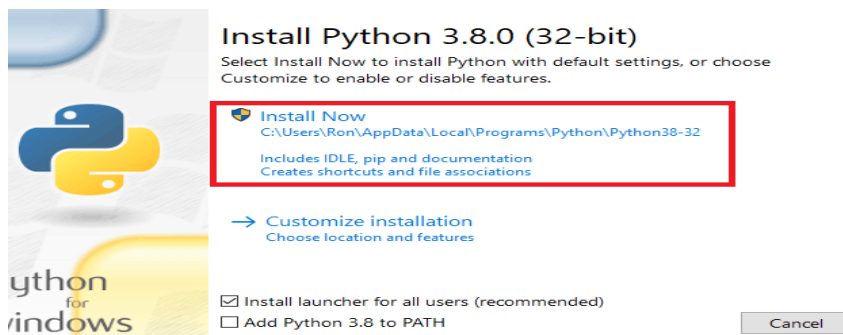 Install Python 3.8.0 (32-bit)
Select Install Now to install Python with default settings, or choose
Customize to enable or disable features.
Install Now
C:\Users\Ron\AppData\Local\Programs\Python\Python38-32
Includes IDLE, pip and documentation
Creates shortcuts and file associations
Customize installation
Choose location and features
ython
for
indows
Install launcher for all users (recommended)
Add Python 3.8 to PATH
Cancel